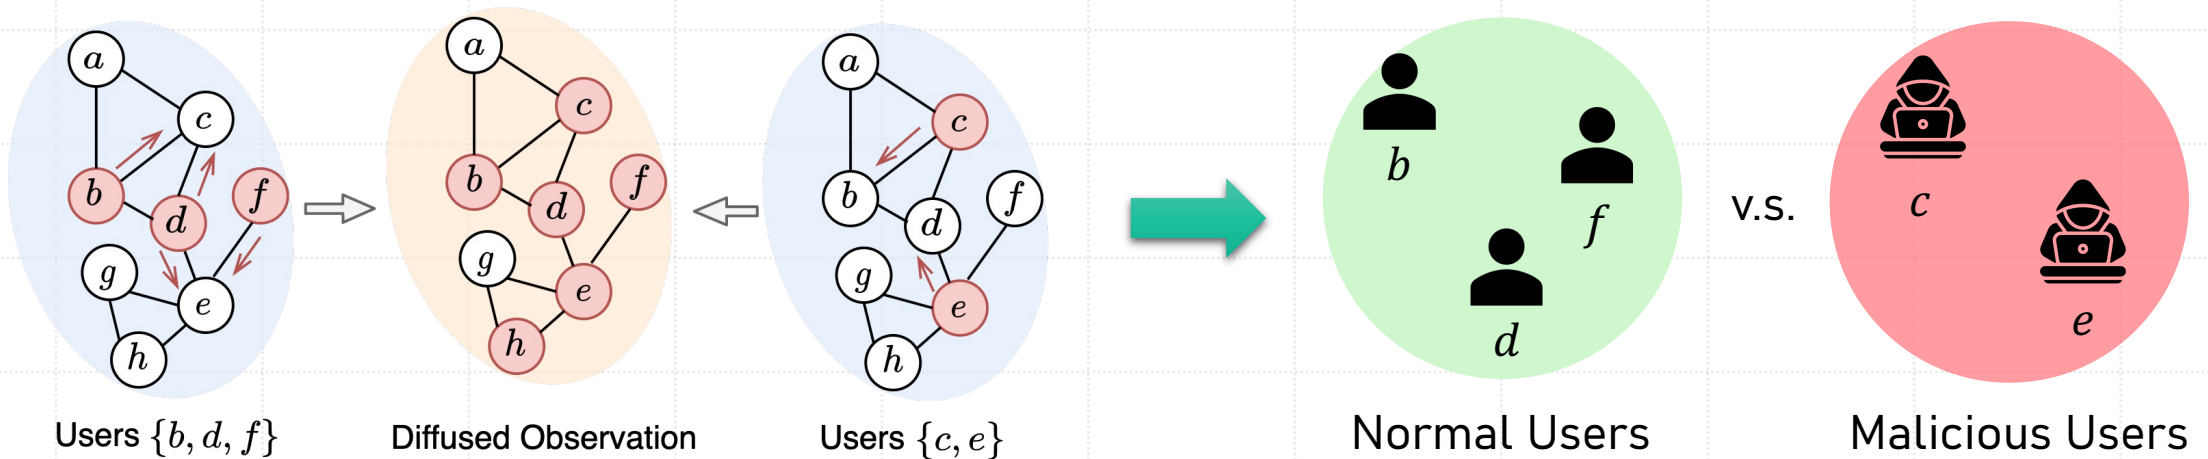 a
c
b
d
f
g
e
h
Users {b, d, f}
a
c
b
d
f
g
e
h
Diffused Observation
a
c
b
d
f
g
e
h
Users {c, e}
b
f
d
Normal Users
v.s.
c
e
Malicious Users